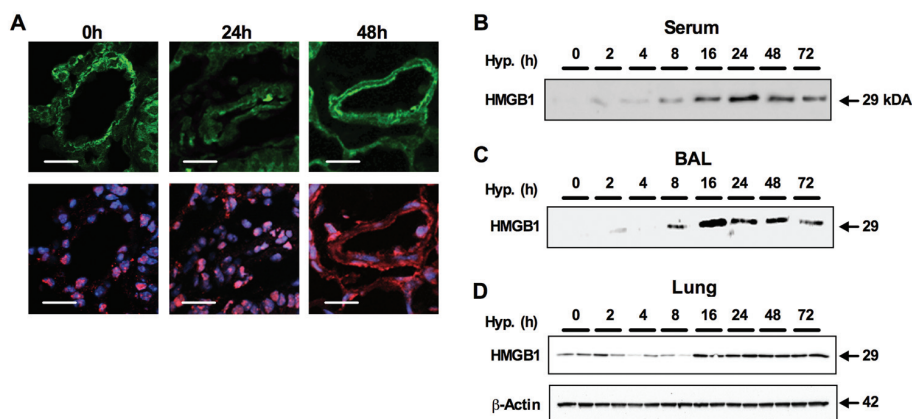 A
0h 24h 48h
B
Serum
Hyp. (h) 0 2 4 8 16 24 48 72
HMGB1 29 kDA
C
BAL
Hyp. (h) 0 2 4 8 16 24 48 72
HMGB1 29
D
Lung
Hyp. (h) 0 2 4 8 16 24 48 72
HMGB1 29
β-Actin 42